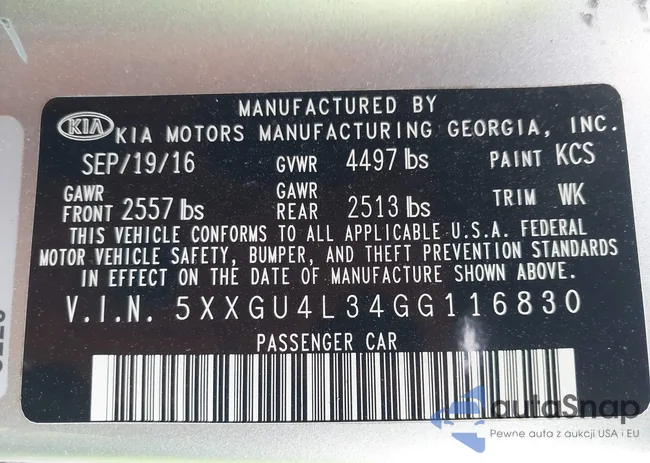 MANUFACTURED BY
KIA KIA MOTORS MANUFACTURING GEORGIA, INC.
SEP/19/16 GVWR 4497 lbs PAINT KCS
GAWR FRONT 2557 lbs GAWR REAR 2513 lbs TRIM WK
THIS VEHICLE CONFORMS TO ALL APPLICABLE U.S.A. FEDERAL
MOTOR VEHICLE SAFETY, BUMPER, AND THEFT PREVENTION STANDARDS
IN EFFECT ON THE DATE OF MANUFACTURE SHOWN ABOVE.
V.I.N. 5XXGU4L34GG116830
PASSENGER CAR
autaSnap
Pewne auta z aukcji USA i EU